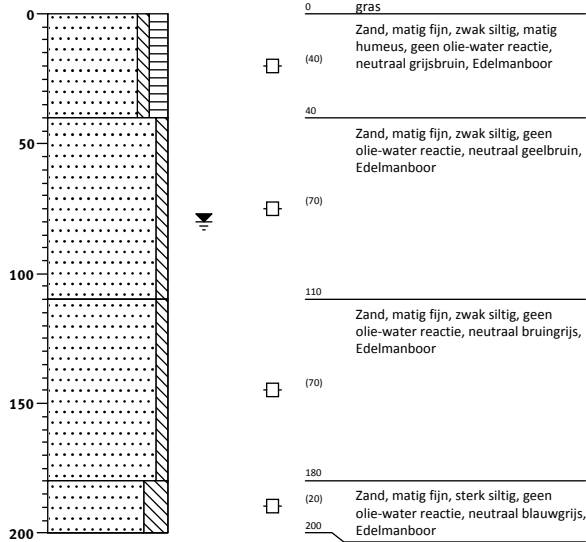 0
50
100
150
200
0 gras
Zand, matig fijn, zwak siltig, matig
humeus, geen olie-water reactie,
(40)
neutraal grijsbruin, Edelmanboor
40
Zand, matig fijn, zwak siltig, geen
olie-water reactie, neutraal geelbruin,
Edelmanboor
(70)
110
Zand, matig fijn, zwak siltig, geen
olie-water reactie, neutraal bruingrijs,
Edelmanboor
(70)
180
(20) Zand, matig fijn, sterk siltig, geen
olie-water reactie, neutraal blauwgrijs,
200 Edelmanboor